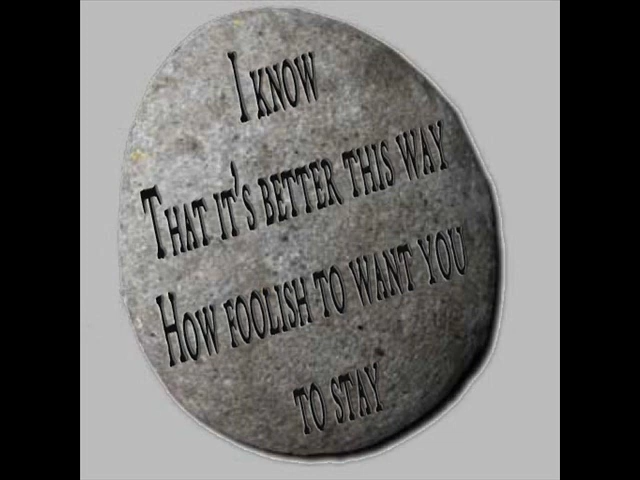 I KNOW
THAT IT'S BETTER THIS WAY
HOW FOOLISH TO WANT YOU
TO STAY